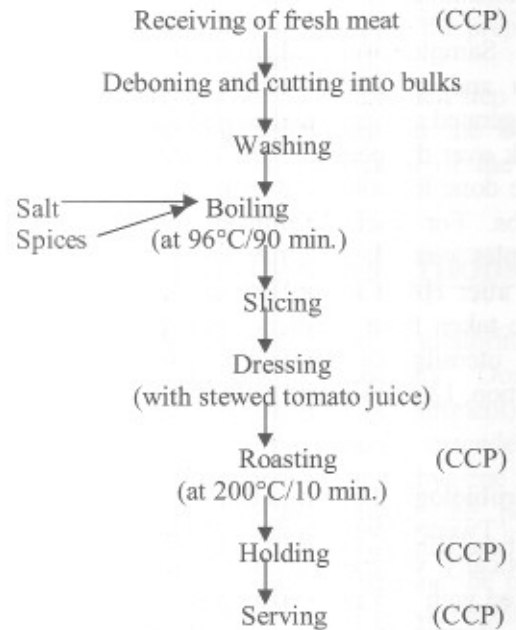 Receiving of fresh meat (CCP)
Deboning and cutting into bulks
Washing
Salt
Spices
Boiling
(at 96°C/90 min.)
Slicing
Dressing
(with stewed tomato juice)
Roasting (CCP)
(at 200°C/10 min.)
Holding (CCP)
Serving (CCP)